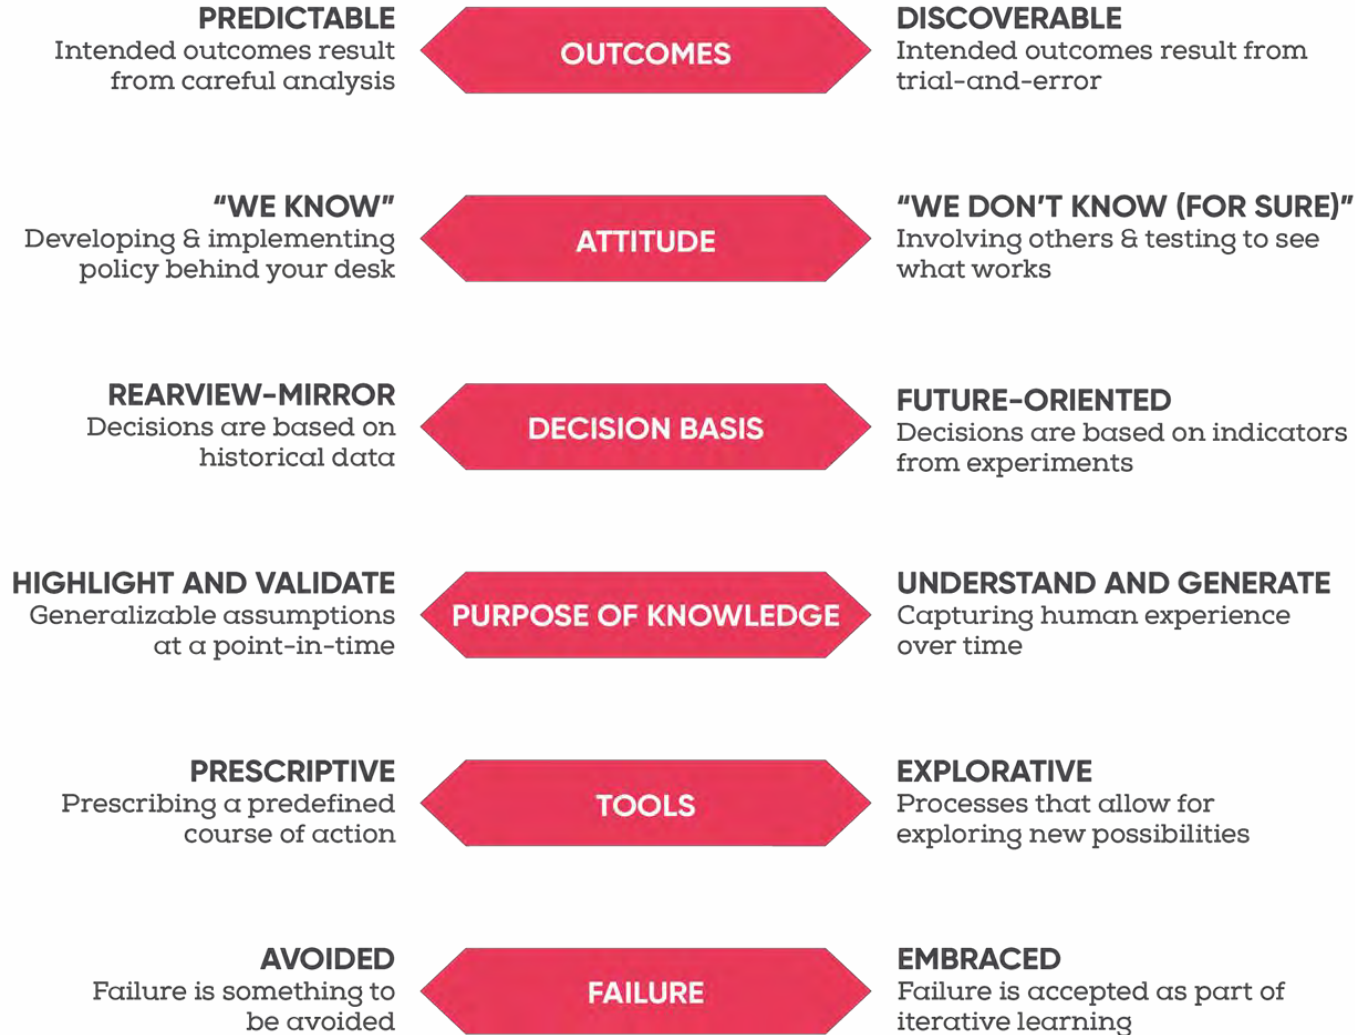 PREDICTABLE
Intended outcomes result
from careful analysis
OUTCOMES
DISCOVERABLE
Intended outcomes result from
trial-and-error
“WE KNOW”
Developing & implementing
policy behind your desk
ATTITUDE
“WE DON’T KNOW (FOR SURE)”
Involving others & testing to see
what works
REARVIEW-MIRROR
Decisions are based on
historical data
DECISION BASIS
FUTURE-ORIENTED
Decisions are based on indicators
from experiments
HIGHLIGHT AND VALIDATE
Generalizable assumptions
at a point-in-time
PURPOSE OF KNOWLEDGE
UNDERSTAND AND GENERATE
Capturing human experience
over time
PRESCRIPTIVE
Prescribing a predefined
course of action
TOOLS
EXPLORATIVE
Processes that allow for
exploring new possibilities
AVOIDED
Failure is something to
be avoided
FAILURE
EMBRACED
Failure is accepted as part of
iterative learning